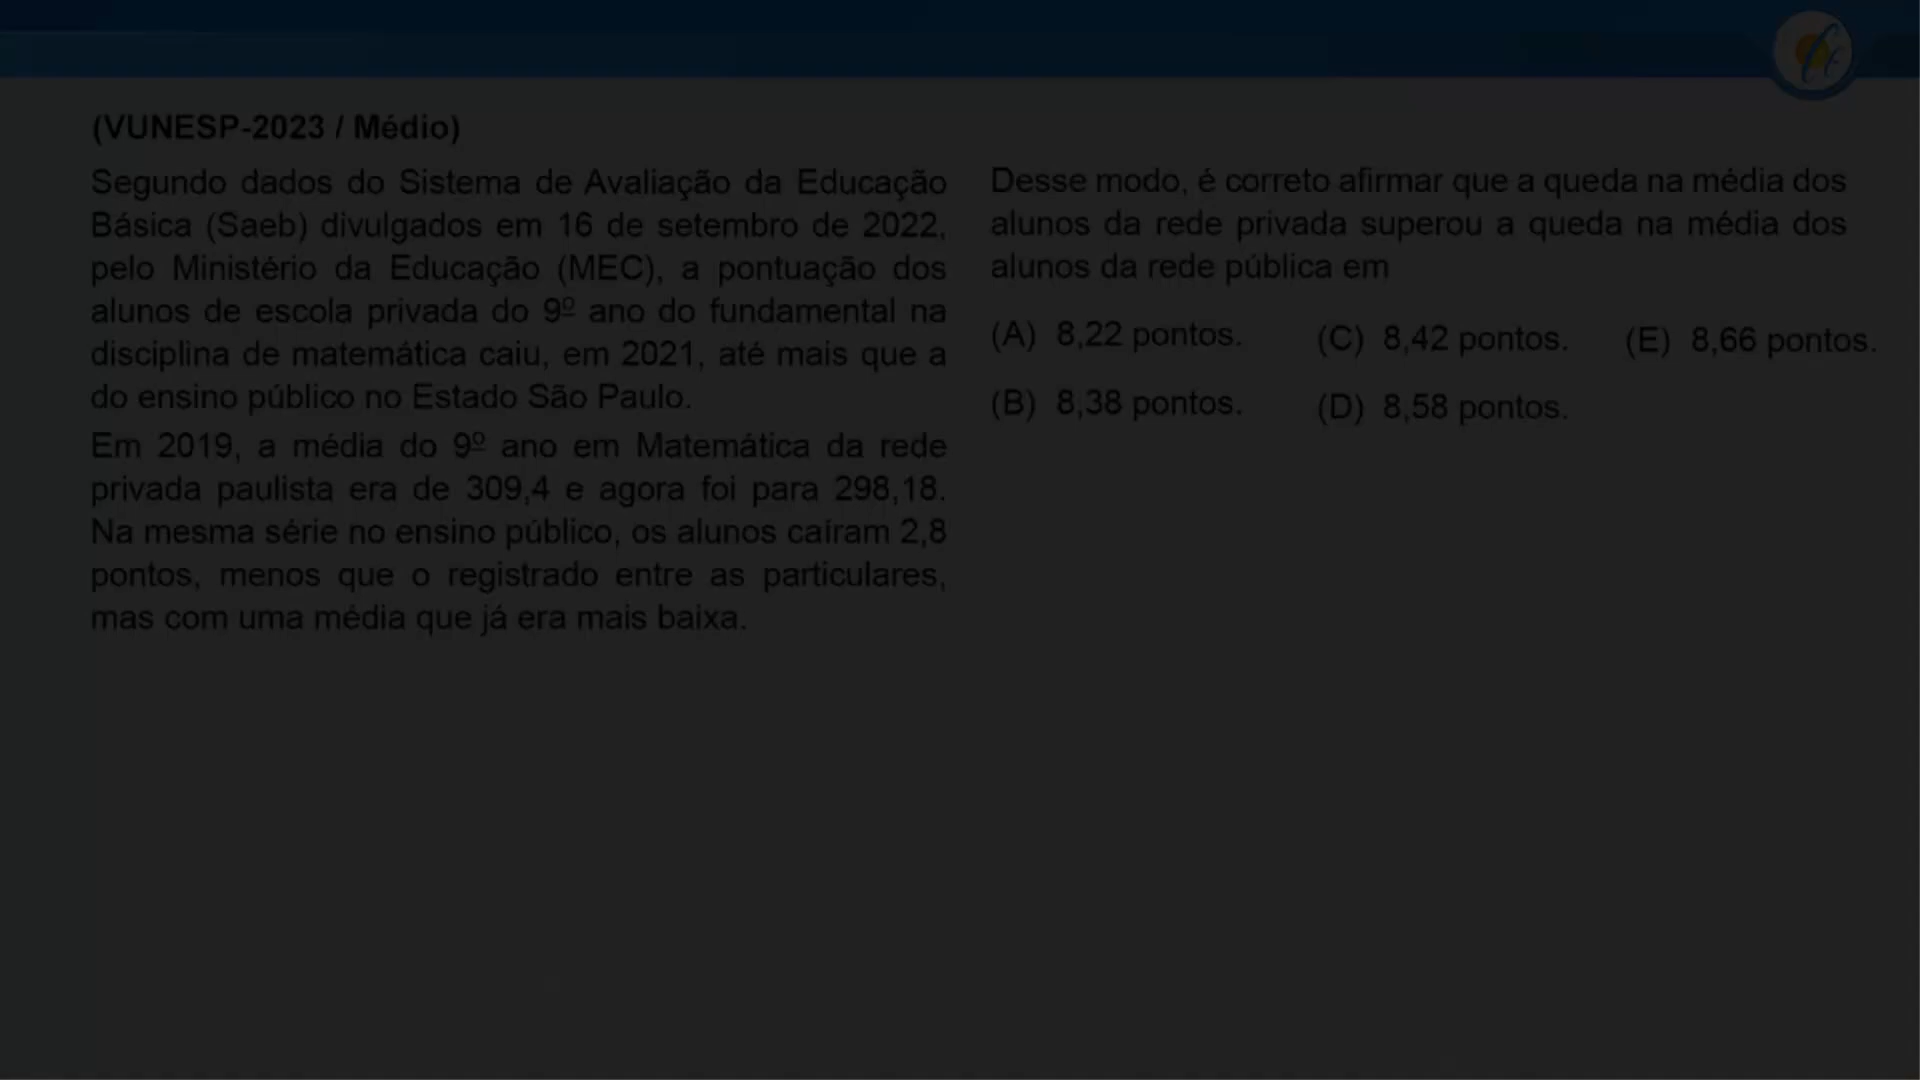 (VUNESP-2023 / Médio)
Segundo dados do Sistema de Avaliação da Educação
Básica (Saeb) divulgados em 16 de setembro de 2022,
pelo Ministério da Educação (MEC), a pontuação dos
alunos de escola privada do 9º ano do fundamental na
disciplina de matemática caiu, em 2021, até mais que a
do ensino público no Estado São Paulo.
Em 2019, a média do 9º ano em Matemática da rede
privada paulista era de 309,4 e agora foi para 298,18.
Na mesma série no ensino público, os alunos caíram 2,8
pontos, menos que o registrado entre as particulares,
mas com uma média que já era mais baixa.
Desse modo, é correto afirmar que a queda na média dos
alunos da rede privada superou a queda na média dos
alunos da rede pública em
(A) 8,22 pontos.
(B) 8,38 pontos.
(C) 8,42 pontos.
(D) 8,58 pontos.
(E) 8,66 pontos.